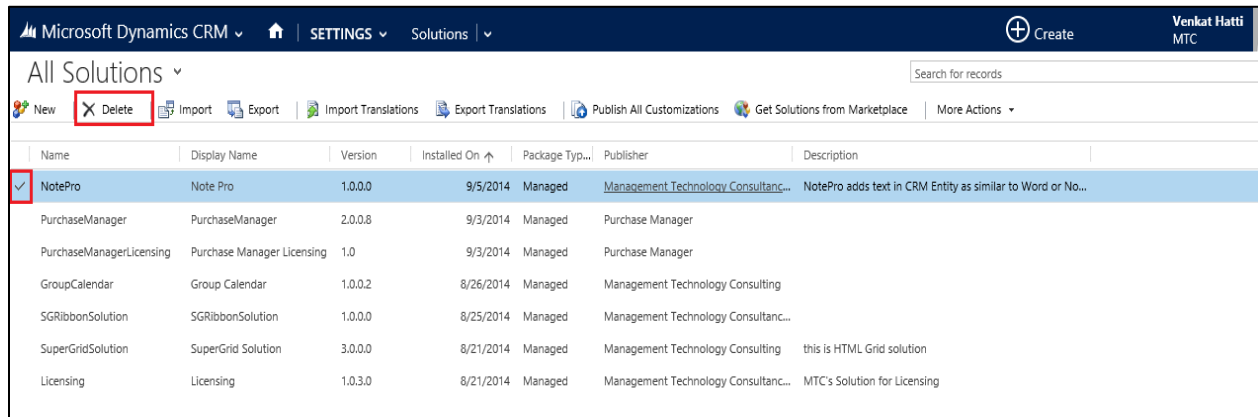 Microsoft Dynamics CRM SETTINGS Solutions Create Venkat Hatti
MTC
All Solutions
Search for records
New Delete Import Export Import Translations Export Translations Publish All Customizations Get Solutions from Marketplace More Actions
Name Display Name Version Installed On Package Typ... Publisher Description
NotePro Note Pro 1.0.0.0 9/5/2014 Managed Management Technology Consultanc... NotePro adds text in CRM Entity as similar to Word or No...
PurchaseManager PurchaseManager 2.0.0.8 9/3/2014 Managed Purchase Manager
PurchaseManagerLicensing Purchase Manager Licensing 1.0 9/3/2014 Managed Purchase Manager
GroupCalendar Group Calendar 1.0.0.2 8/26/2014 Managed Management Technology Consulting
SGRibbonSolution SGRibbonSolution 1.0.0.0 8/25/2014 Managed Management Technology Consultanc...
SuperGridSolution SuperGrid Solution 3.0.0.0 8/21/2014 Managed Management Technology Consulting this is HTML Grid solution
Licensing Licensing 1.0.3.0 8/21/2014 Managed Management Technology Consultanc... MTC's Solution for Licensing